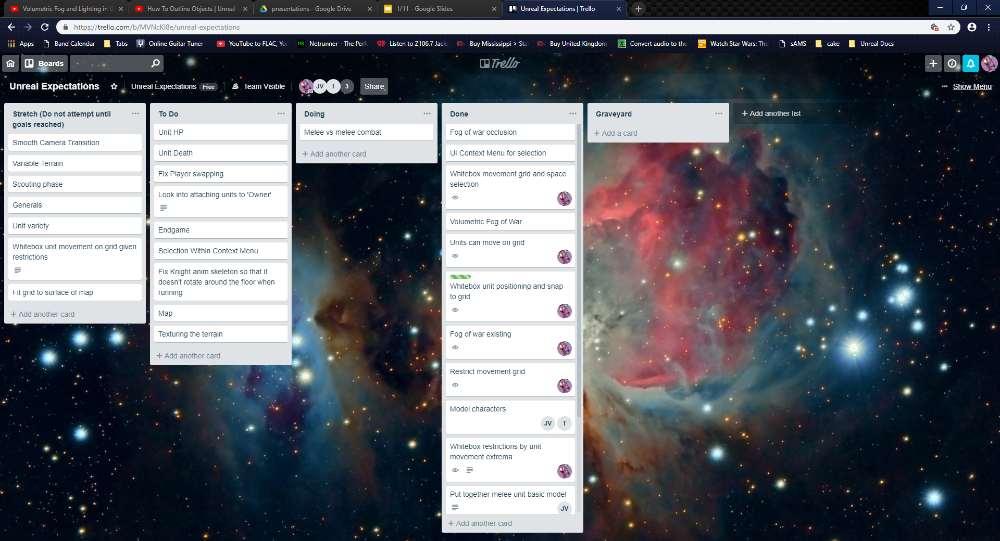 Volumetric Fog and Lighting in U
How To Outline Objects | Unreal
presentations - Google Drive
1/11 - Google Slides
Unreal Expectations | Trello
https://trello.com/b/MVNcKl8e/unreal-expectations
Apps
Band Calendar
Tabs
Online Guitar Tuner -
YouTube to FLAC, Yo
NR
Netrunner - The Perf
Listen to Z106.7 Jack
Buy Mississippi > Sta
Buy United Kingdom
Convert audio to the
Watch Star Wars: The
sAMS
cake
Unreal Docs
Boards
Trello
Unreal Expectations
Unreal Expectations Free
Team Visible
JV
T
3
Share
... Show Menu
Stretch (Do not attempt until
goals reached)
Smooth Camera Transition
Variable Terrain
Scouting phase
Generals
Unit variety
Whitebox unit movement on grid given
restrictions
Fit grid to surface of map
+ Add another card
To Do
Unit HP
Unit Death
Fix Player swapping
Look into attaching units to 'Owner'
Endgame
Selection Within Context Menu
Fix Knight anim skeleton so that it
doesn't rotate around the floor when
running
Map
Texturing the terrain
+ Add another card
Doing
Melee vs melee combat
+ Add another card
Done
Fog of war occlusion
UI Context Menu for selection
Whitebox movement grid and space
selection
Volumetric Fog of War
Units can move on grid
Whitebox unit positioning and snap
to grid
Fog of war existing
Restrict movement grid
Model characters
JV
T
Whitebox restrictions by unit
movement extrema
Put together melee unit basic model
JV
+ Add another card
Graveyard
+ Add a card
+ Add another list